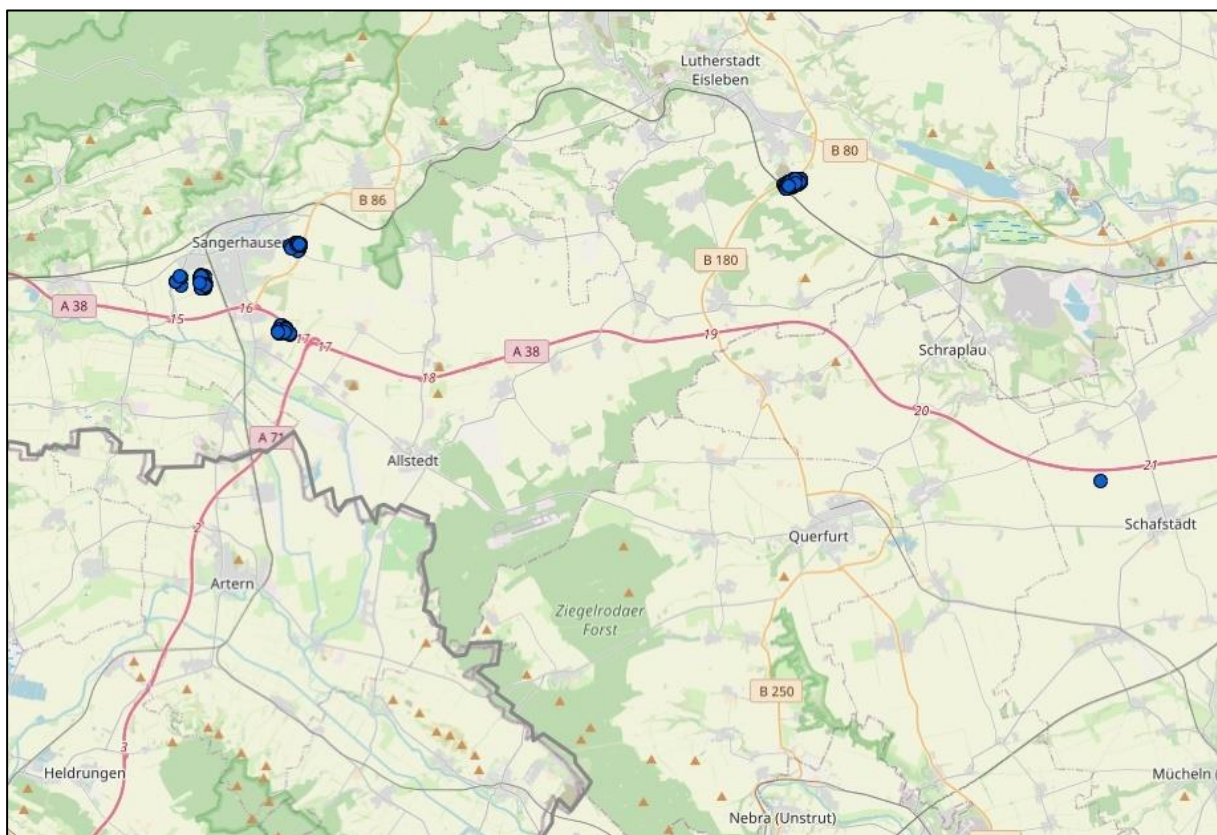 Lutherstadt
Eisleben
B 80
B 86
Sangerhausen
B 180
A 38
15
16
17
17
A 38
18
19
Schraplau
20
A 71
Allstedt
21
Schafstädt
2
Querfurt
Artern
Ziegelrodaer
Forst
B 250
3
Heldrungen
Mücheln (
Nebra (Unstrut)